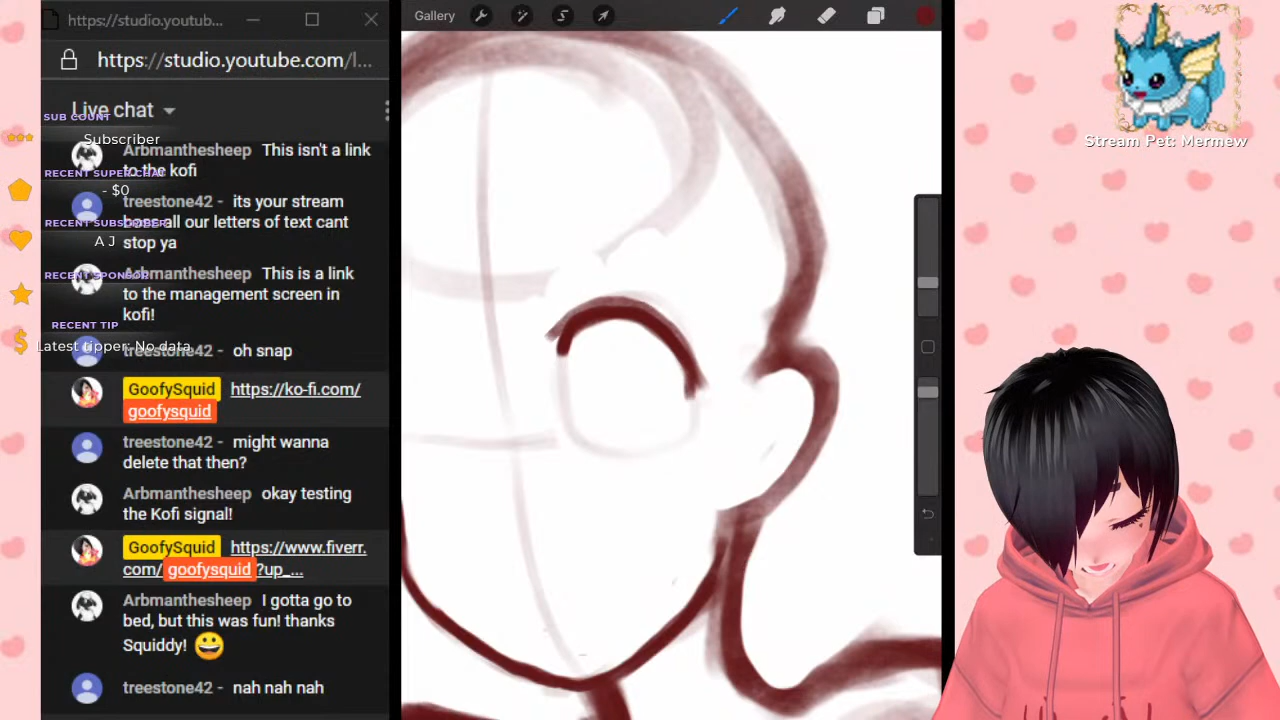 https://studio.youtub...
https://studio.youtube.com/l...
Live chat
SUB COUNT
Subscriber
Arbmanthesheep This isn't a link
to the kofi
RECENT SUPER CHAT
- $0
treestone42 - its your stream
boss all our letters of text cant
stop ya
RECENT SUBSCRIBER
A J
Arbmanthesheep This is a link
to the management screen in
kofi!
RECENT SPONSOR
RECENT TIP
Latest tipper: No data
treestone42 - oh snap
GoofySquid https://ko-fi.com/
goofysquid
treestone42 - might wanna
delete that then?
Arbmanthesheep okay testing
the Kofi signal!
GoofySquid https://www.fiverr.
com/goofysquid?up_...
Arbmanthesheep I gotta go to
bed, but this was fun! thanks
Squiddy! 😀
treestone42 - nah nah nah
Gallery
Stream Pet: Mermew